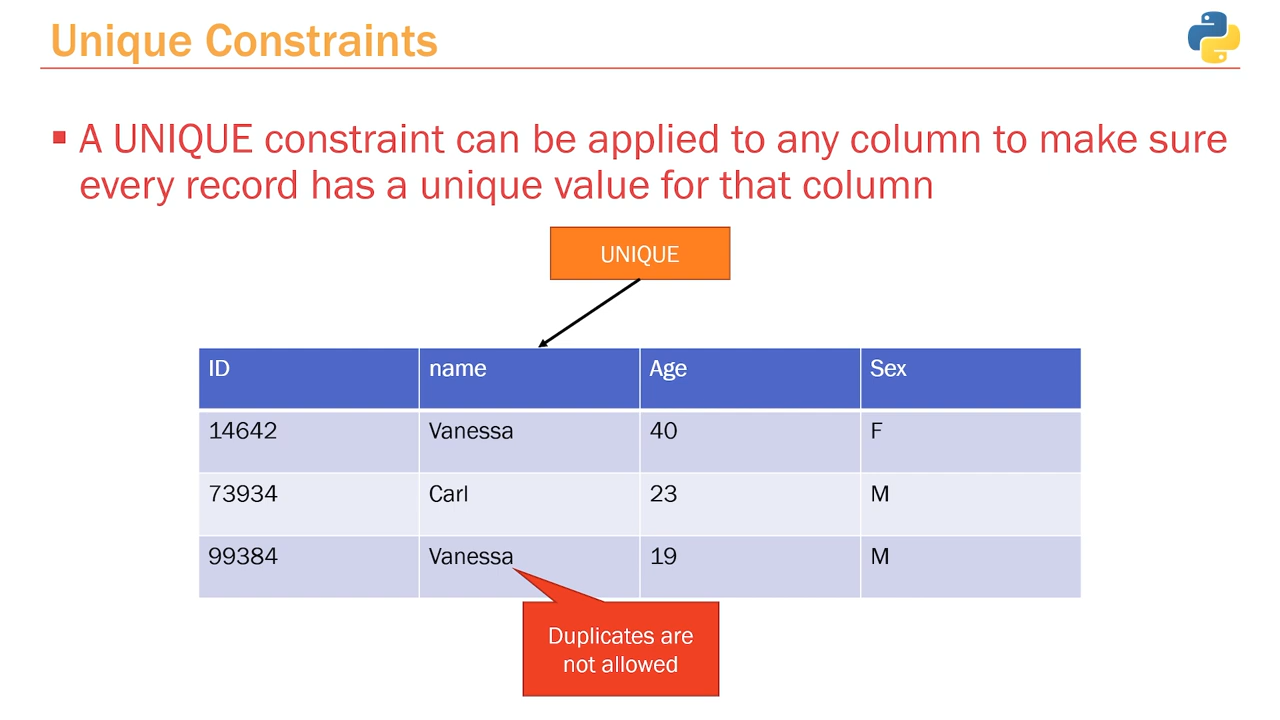 Unique Constraints
A UNIQUE constraint can be applied to any column to make sure
every record has a unique value for that column
UNIQUE
ID name Age Sex
14642 Vanessa 40 F
73934 Carl 23 M
99384 Vanessa 19 M
Duplicates are
not allowed